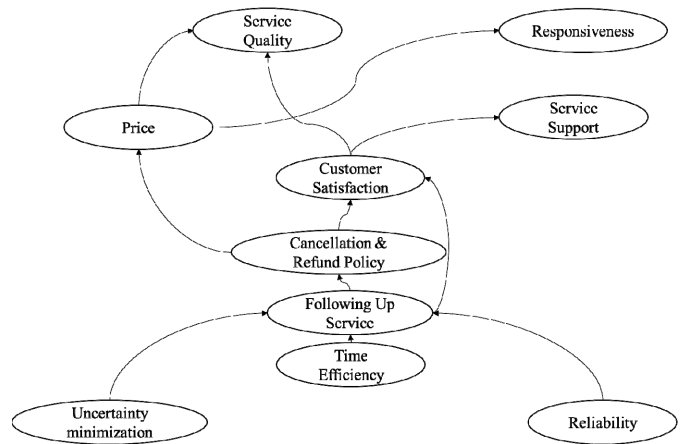 Service
Quality
Responsiveness
Price
Service
Support
Customer
Satisfaction
Cancellation &
Refund Policy
Following Up
Service
Time
Efficiency
Uncertainty
minimization
Reliability